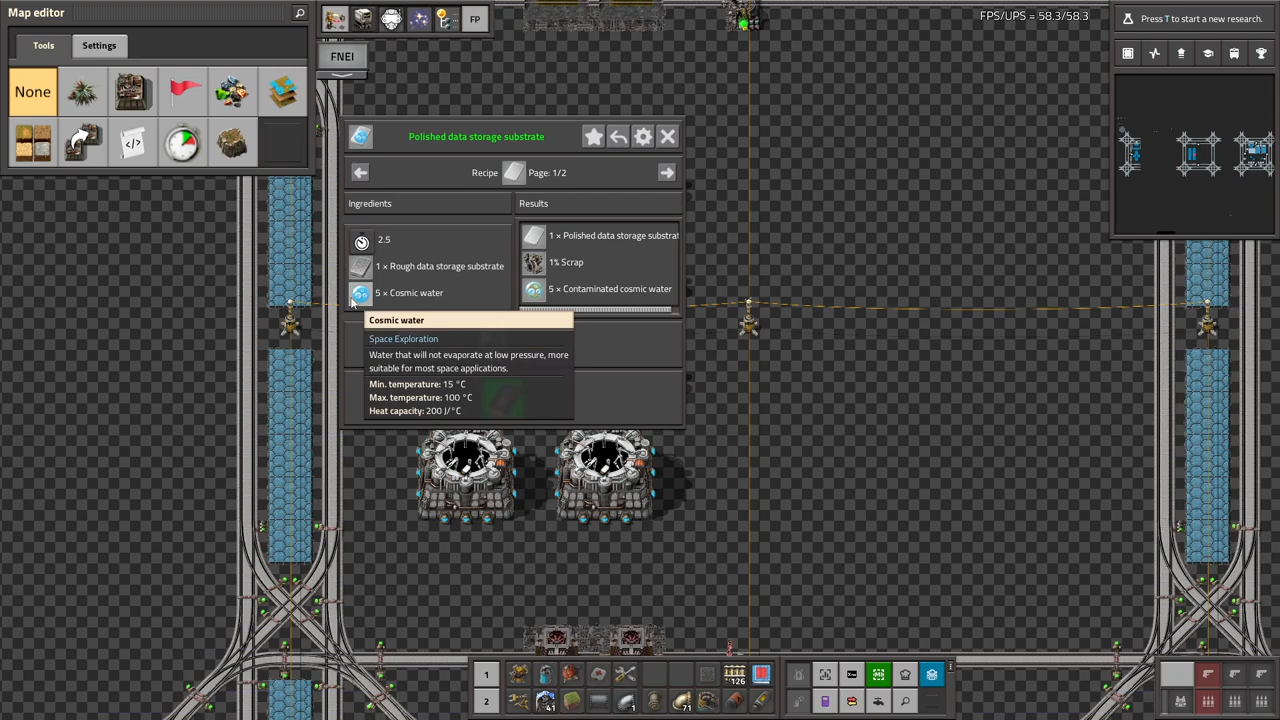 Map editor
Tools
Settings
None
FP
FNEI
FPS/UPS = 58.3/58.3
Press T to start a new research.
Polished data storage substrate
Recipe
Page: 1/2
Ingredients
Results
2.5
1 × Rough data storage substrate
5 × Cosmic water
1 × Polished data storage substrat
1% Scrap
5 × Contaminated cosmic water
Cosmic water
Space Exploration
Water that will not evaporate at low pressure, more
suitable for most space applications.
Min. temperature: 15 °C
Max. temperature: 100 °C
Heat capacity: 200 J/°C
1
126
2
41
1
71